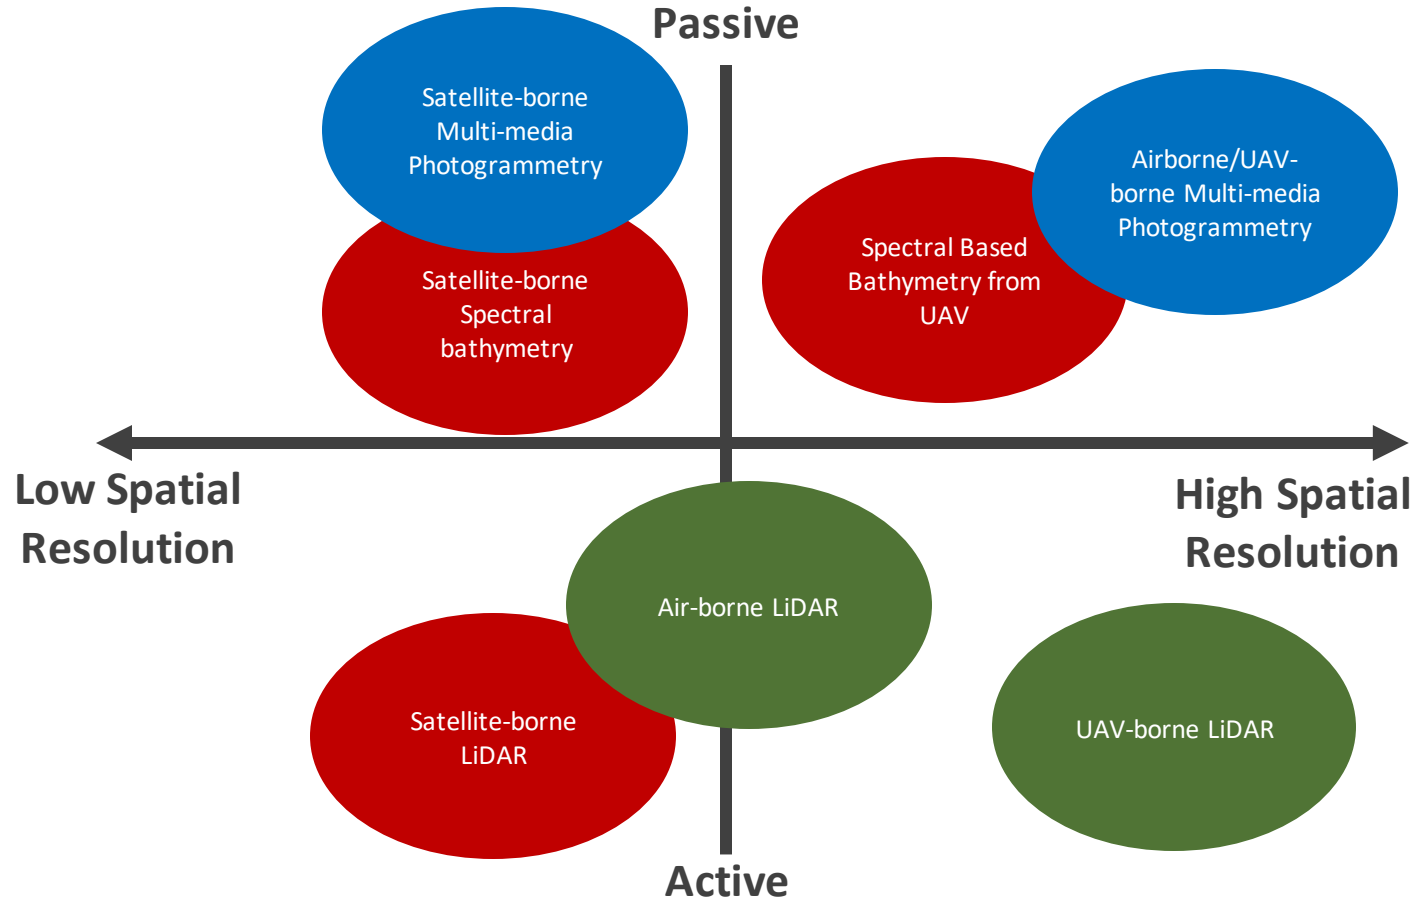 Passive
Satellite-borne
Multi-media
Photogrammetry
Airborne/UAV-
borne Multi-media
Photogrammetry
Satellite-borne
Spectral
bathymetry
Spectral Based
Bathymetry from
UAV
Low Spatial
Resolution
High Spatial
Resolution
Air-borne LiDAR
Satellite-borne
LiDAR
UAV-borne LiDAR
Active